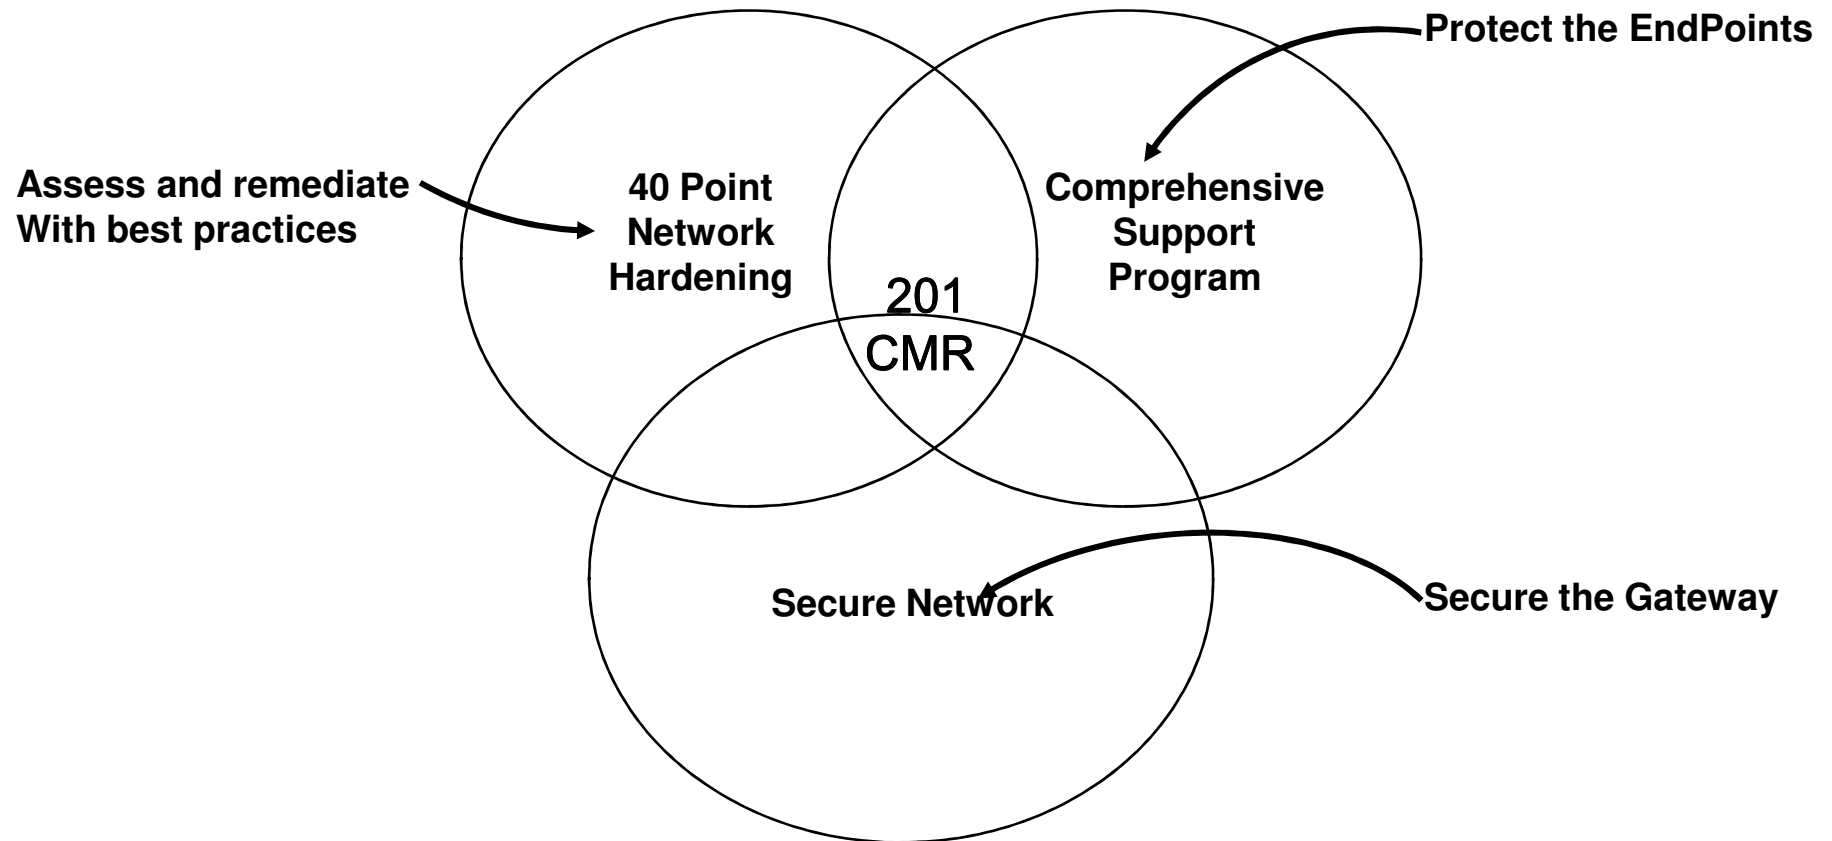 Protect the EndPoints
Assess and remediate
With best practices
40 Point
Network
Hardening
Comprehensive
Support
Program
201
CMR
Secure Network
Secure the Gateway